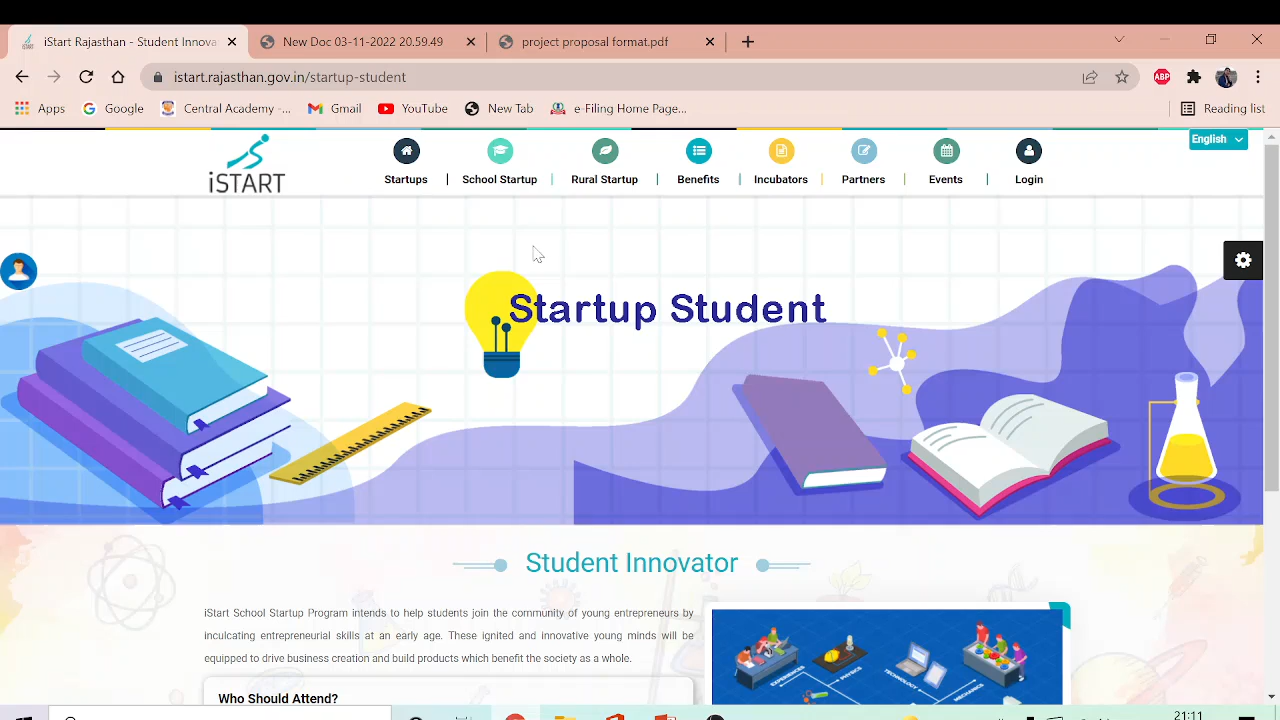 iStart Rajasthan - Student Innova
New Doc 03-11-2022 20.59.49
project proposal format.pdf
istart.rajasthan.gov.in/startup-student
ABP
Apps
Google
Central Academy -...
Gmail
YouTube
New Tab
e-Filing Home Page...
Reading list
iSTART
Startups
School Startup
Rural Startup
Benefits
Incubators
Partners
Events
Login
English
Startup Student
Student Innovator
iStart School Startup Program intends to help students join the community of young entrepreneurs by
inculcating entrepreneurial skills at an early age. These ignited and innovative young minds will be
equipped to drive business creation and build products which benefit the society as a whole.
EXPERIENCES
PHYSICS
TECHNOLOGY
MECHANICS
Who Should Attend?
21:11